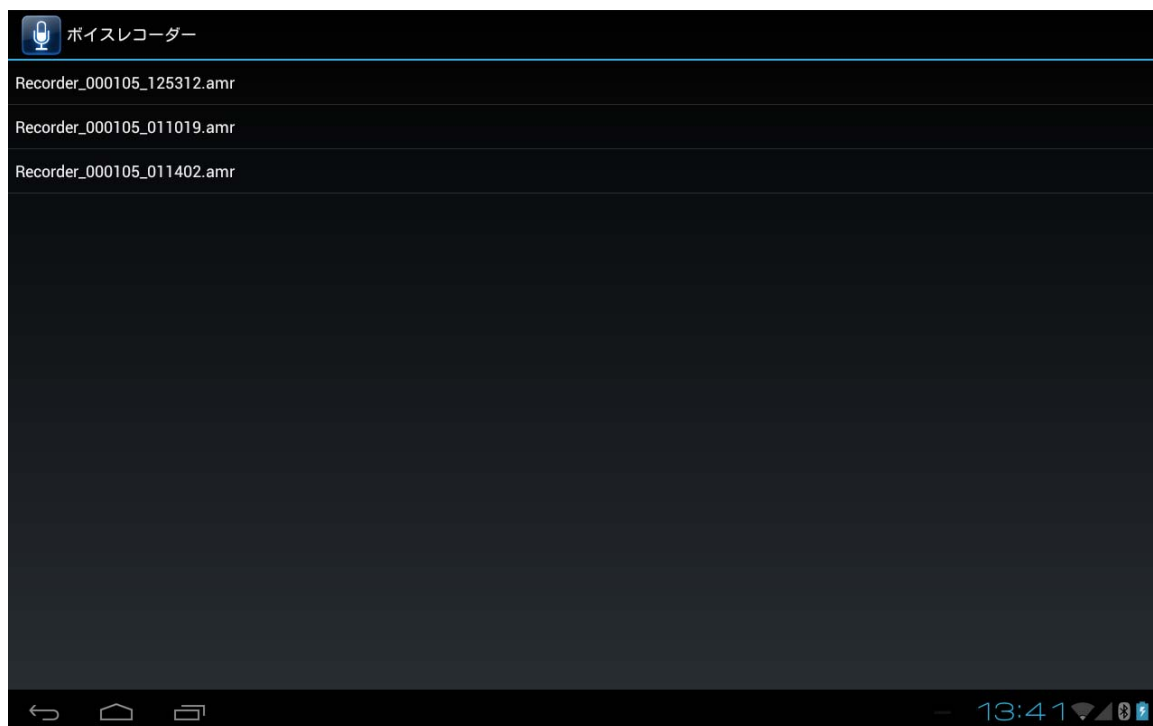 ボイスレコーダー
Recorder_000105_125312.amr
Recorder_000105_011019.amr
Recorder_000105_011402.amr
13:41